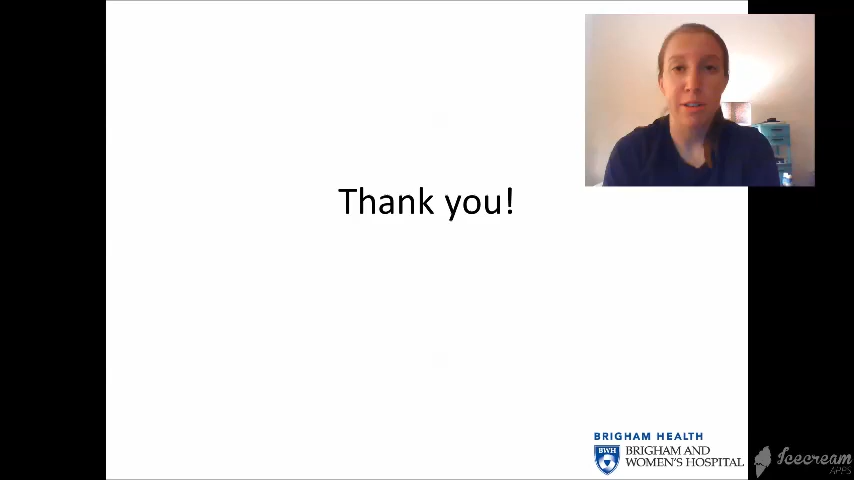 Thank you!
BRIGHAM HEALTH
BWH
BRIGHAM AND
WOMEN'S HOSPITAL
Icecream
APPS